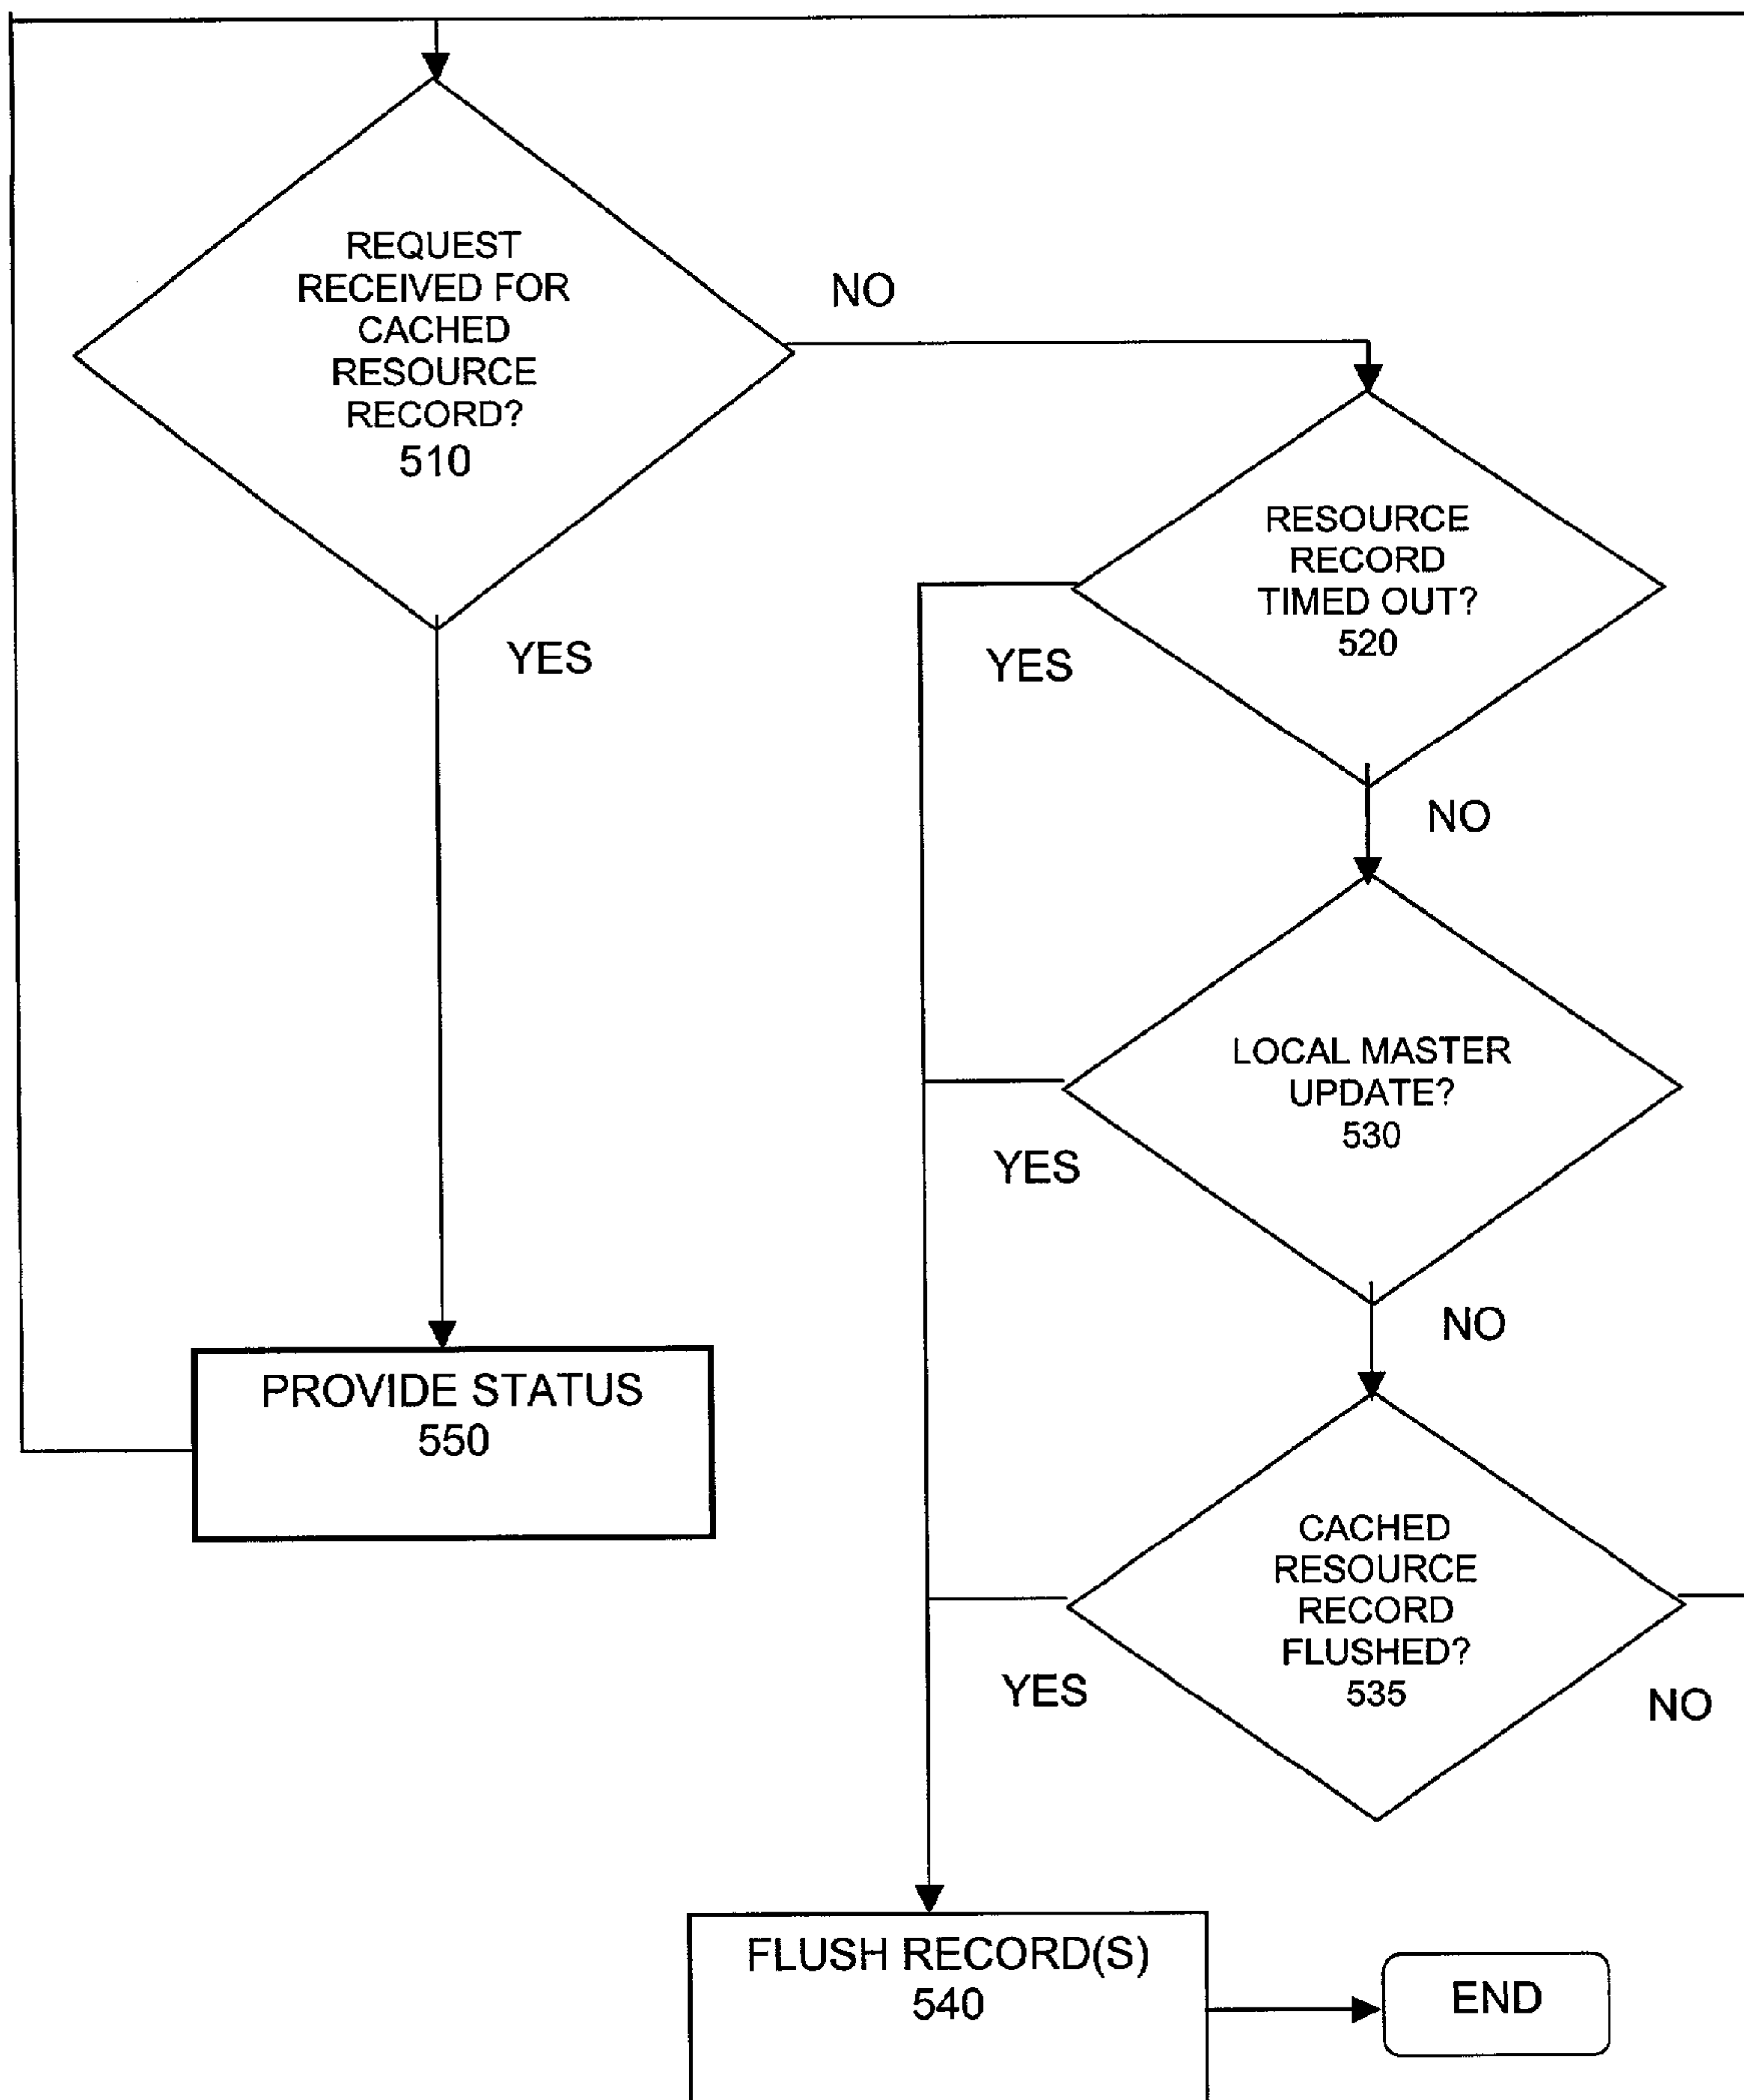 REQUEST
RECEIVED FOR
CACHED
RESOURCE
RECORD?
510
NO
YES
RESOURCE
RECORD
TIMED OUT?
520
YES
NO
LOCAL MASTER
UPDATE?
530
YES
NO
PROVIDE STATUS
550
CACHED
RESOURCE
RECORD
FLUSHED?
535
YES
NO
FLUSH RECORD(S)
540
END